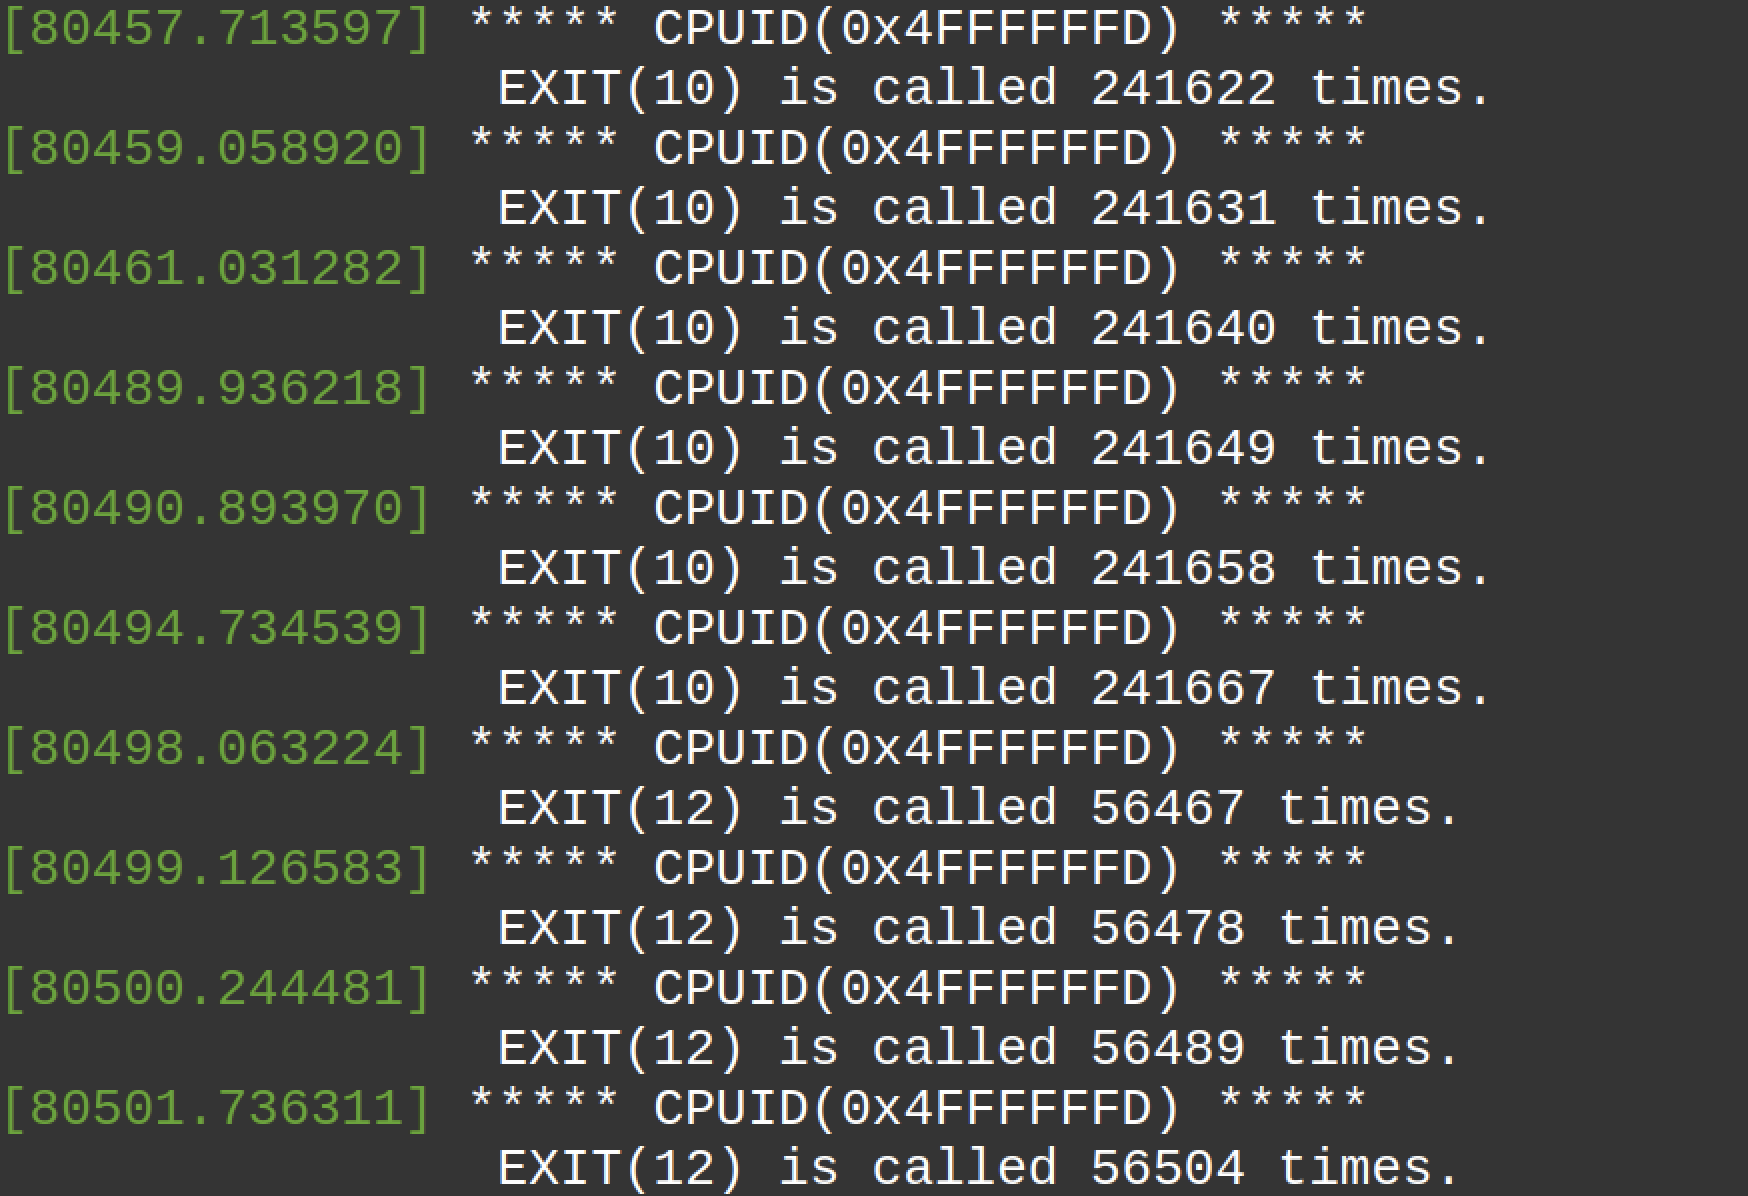 [80457.713597] ***** CPUID(0x4FFFFFFD) *****
EXIT(10) is called 241622 times.
[80459.058920] ***** CPUID(0x4FFFFFFD) *****
EXIT(10) is called 241631 times.
[80461.031282] ***** CPUID(0x4FFFFFFD) *****
EXIT(10) is called 241640 times.
[80489.936218] ***** CPUID(0x4FFFFFFD) *****
EXIT(10) is called 241649 times.
[80490.893970] ***** CPUID(0x4FFFFFFD) *****
EXIT(10) is called 241658 times.
[80494.734539] ***** CPUID(0x4FFFFFFD) *****
EXIT(10) is called 241667 times.
[80498.063224] ***** CPUID(0x4FFFFFFD) *****
EXIT(12) is called 56467 times.
[80499.126583] ***** CPUID(0x4FFFFFFD) *****
EXIT(12) is called 56478 times.
[80500.244481] ***** CPUID(0x4FFFFFFD) *****
EXIT(12) is called 56489 times.
[80501.736311] ***** CPUID(0x4FFFFFFD) *****
EXIT(12) is called 56504 times.